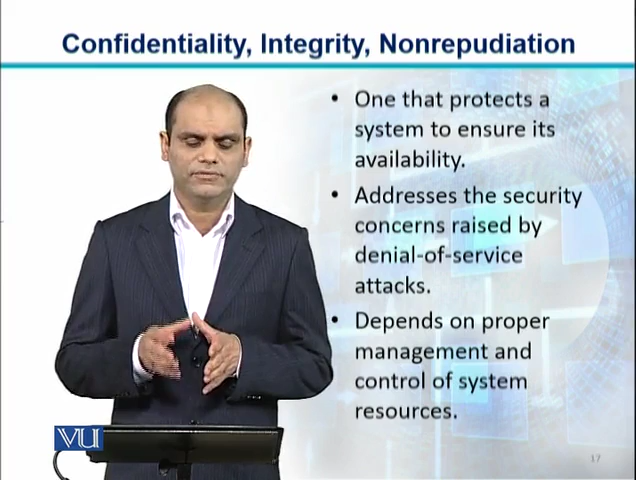 Confidentiality, Integrity, Nonrepudiation
• One that protects a
system to ensure its
availability.
• Addresses the security
concerns raised by
denial-of-service
attacks.
• Depends on proper
management and
control of system
resources.
VU
17